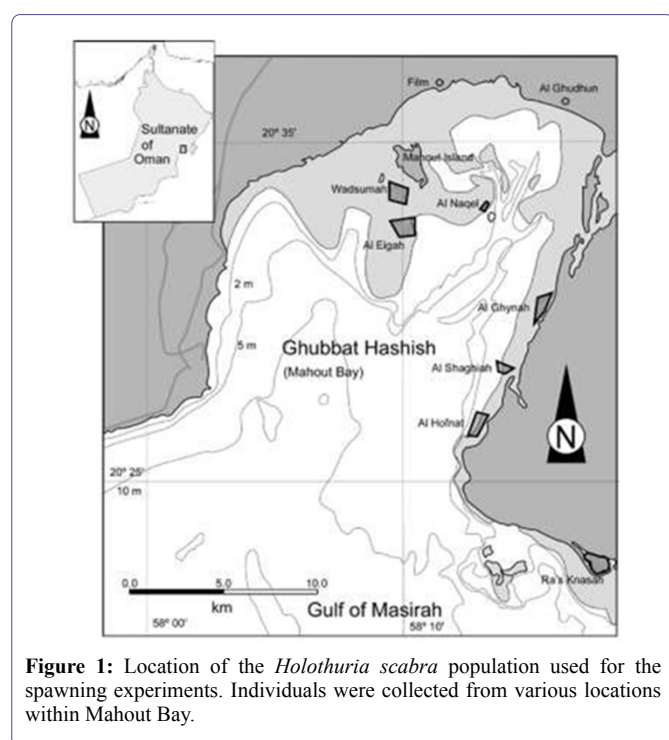 N
Sultanate
of
Oman
Film
Al Ghudhun
20° 35'
Mahout Island
Wadsumah
Al Naqel
Al Eigah
2 m
Al Ghynah
5 m
Ghubbat Hashish
(Mahout Bay)
Al Shaghiah
Al Hofnat
N
20° 25'
10 m
0.0 5.0 10.0
km
Ra's Knasah
Gulf of Masirah
58° 00'
58° 10'
Figure 1: Location of the Holothuria scabra population used for the
spawning experiments. Individuals were collected from various locations
within Mahout Bay.